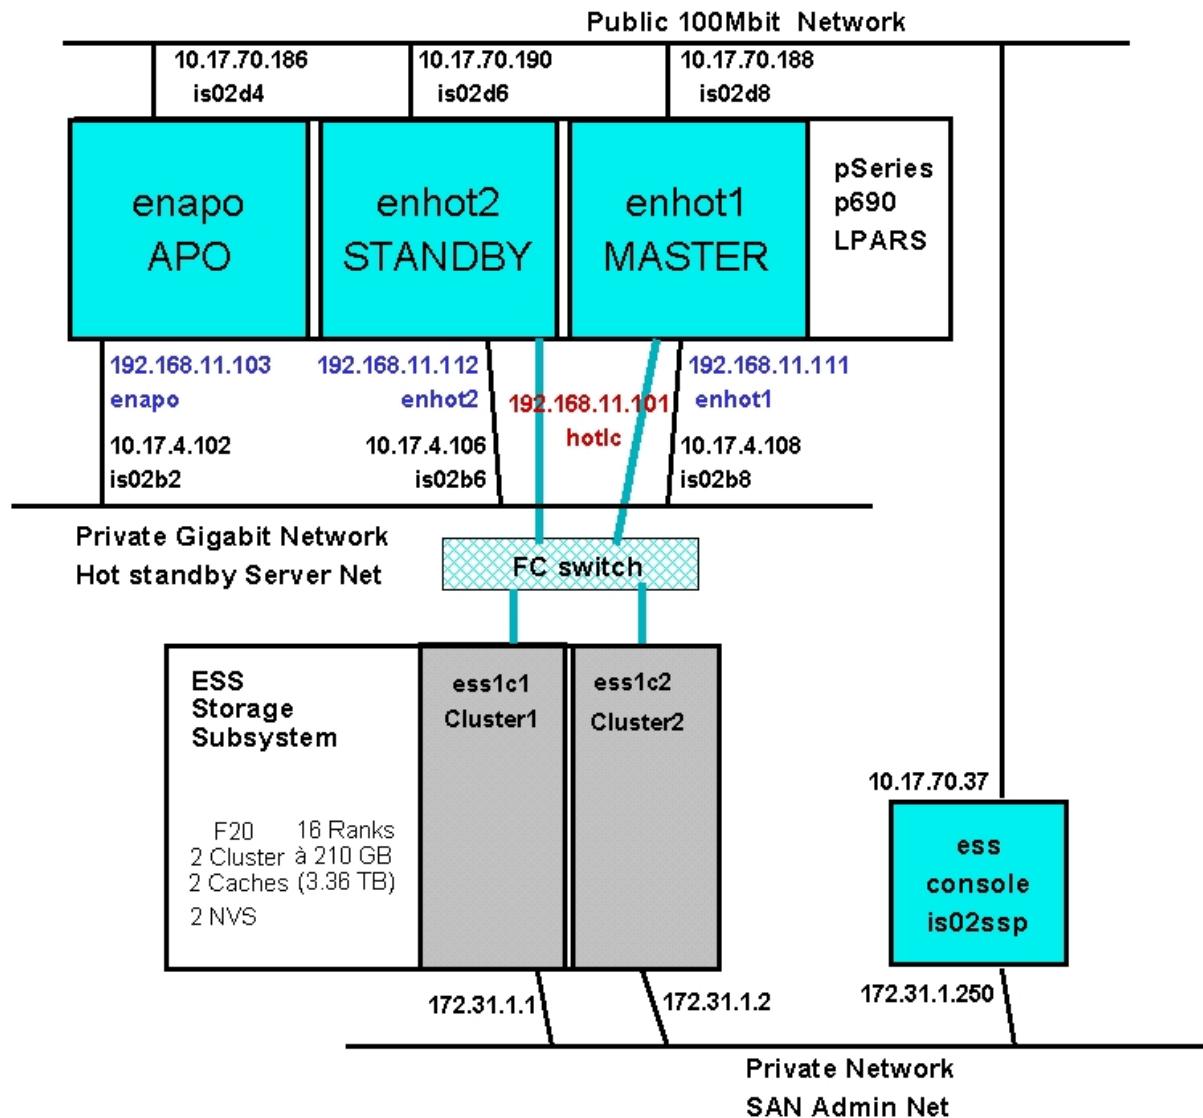 Public 100Mbit Network
10.17.70.186
is02d4
10.17.70.190
is02d6
10.17.70.188
is02d8
enapo
APO
enhot2
STANDBY
enhot1
MASTER
pSeries
p690
LPARS
192.168.11.103
enapo
10.17.4.102
is02b2
192.168.11.112
enhot2
10.17.4.106
is02b6
192.168.11.101
hotlc
192.168.11.111
enhot1
10.17.4.108
is02b8
Private Gigabit Network
Hot standby Server Net
FC switch
ESS
Storage
Subsystem
F20 16 Ranks
2 Cluster à 210 GB
2 Caches (3.36 TB)
2 NVS
ess1c1
Cluster1
ess1c2
Cluster2
10.17.70.37
ess
console
is02ssp
172.31.1.1
172.31.1.2
172.31.1.250
Private Network
SAN Admin Net